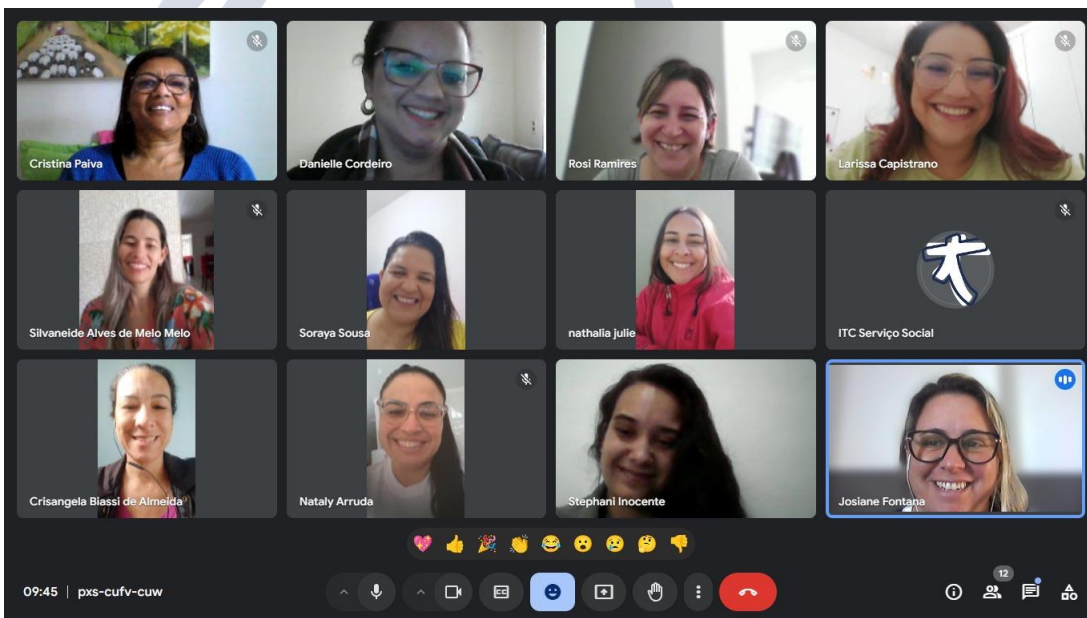 Cristina Paiva
Danielle Cordeiro
Rosi Ramires
Larissa Capistrano
Silvaneide Alves de Melo Melo
Soraya Sousa
nathalia julie
ITC Serviço Social
Crisangela Biassi de Almeida
Nataly Arruda
Stephani Inocente
Josiane Fontana
12
09:45 | pxs-cufv-cuw
CC